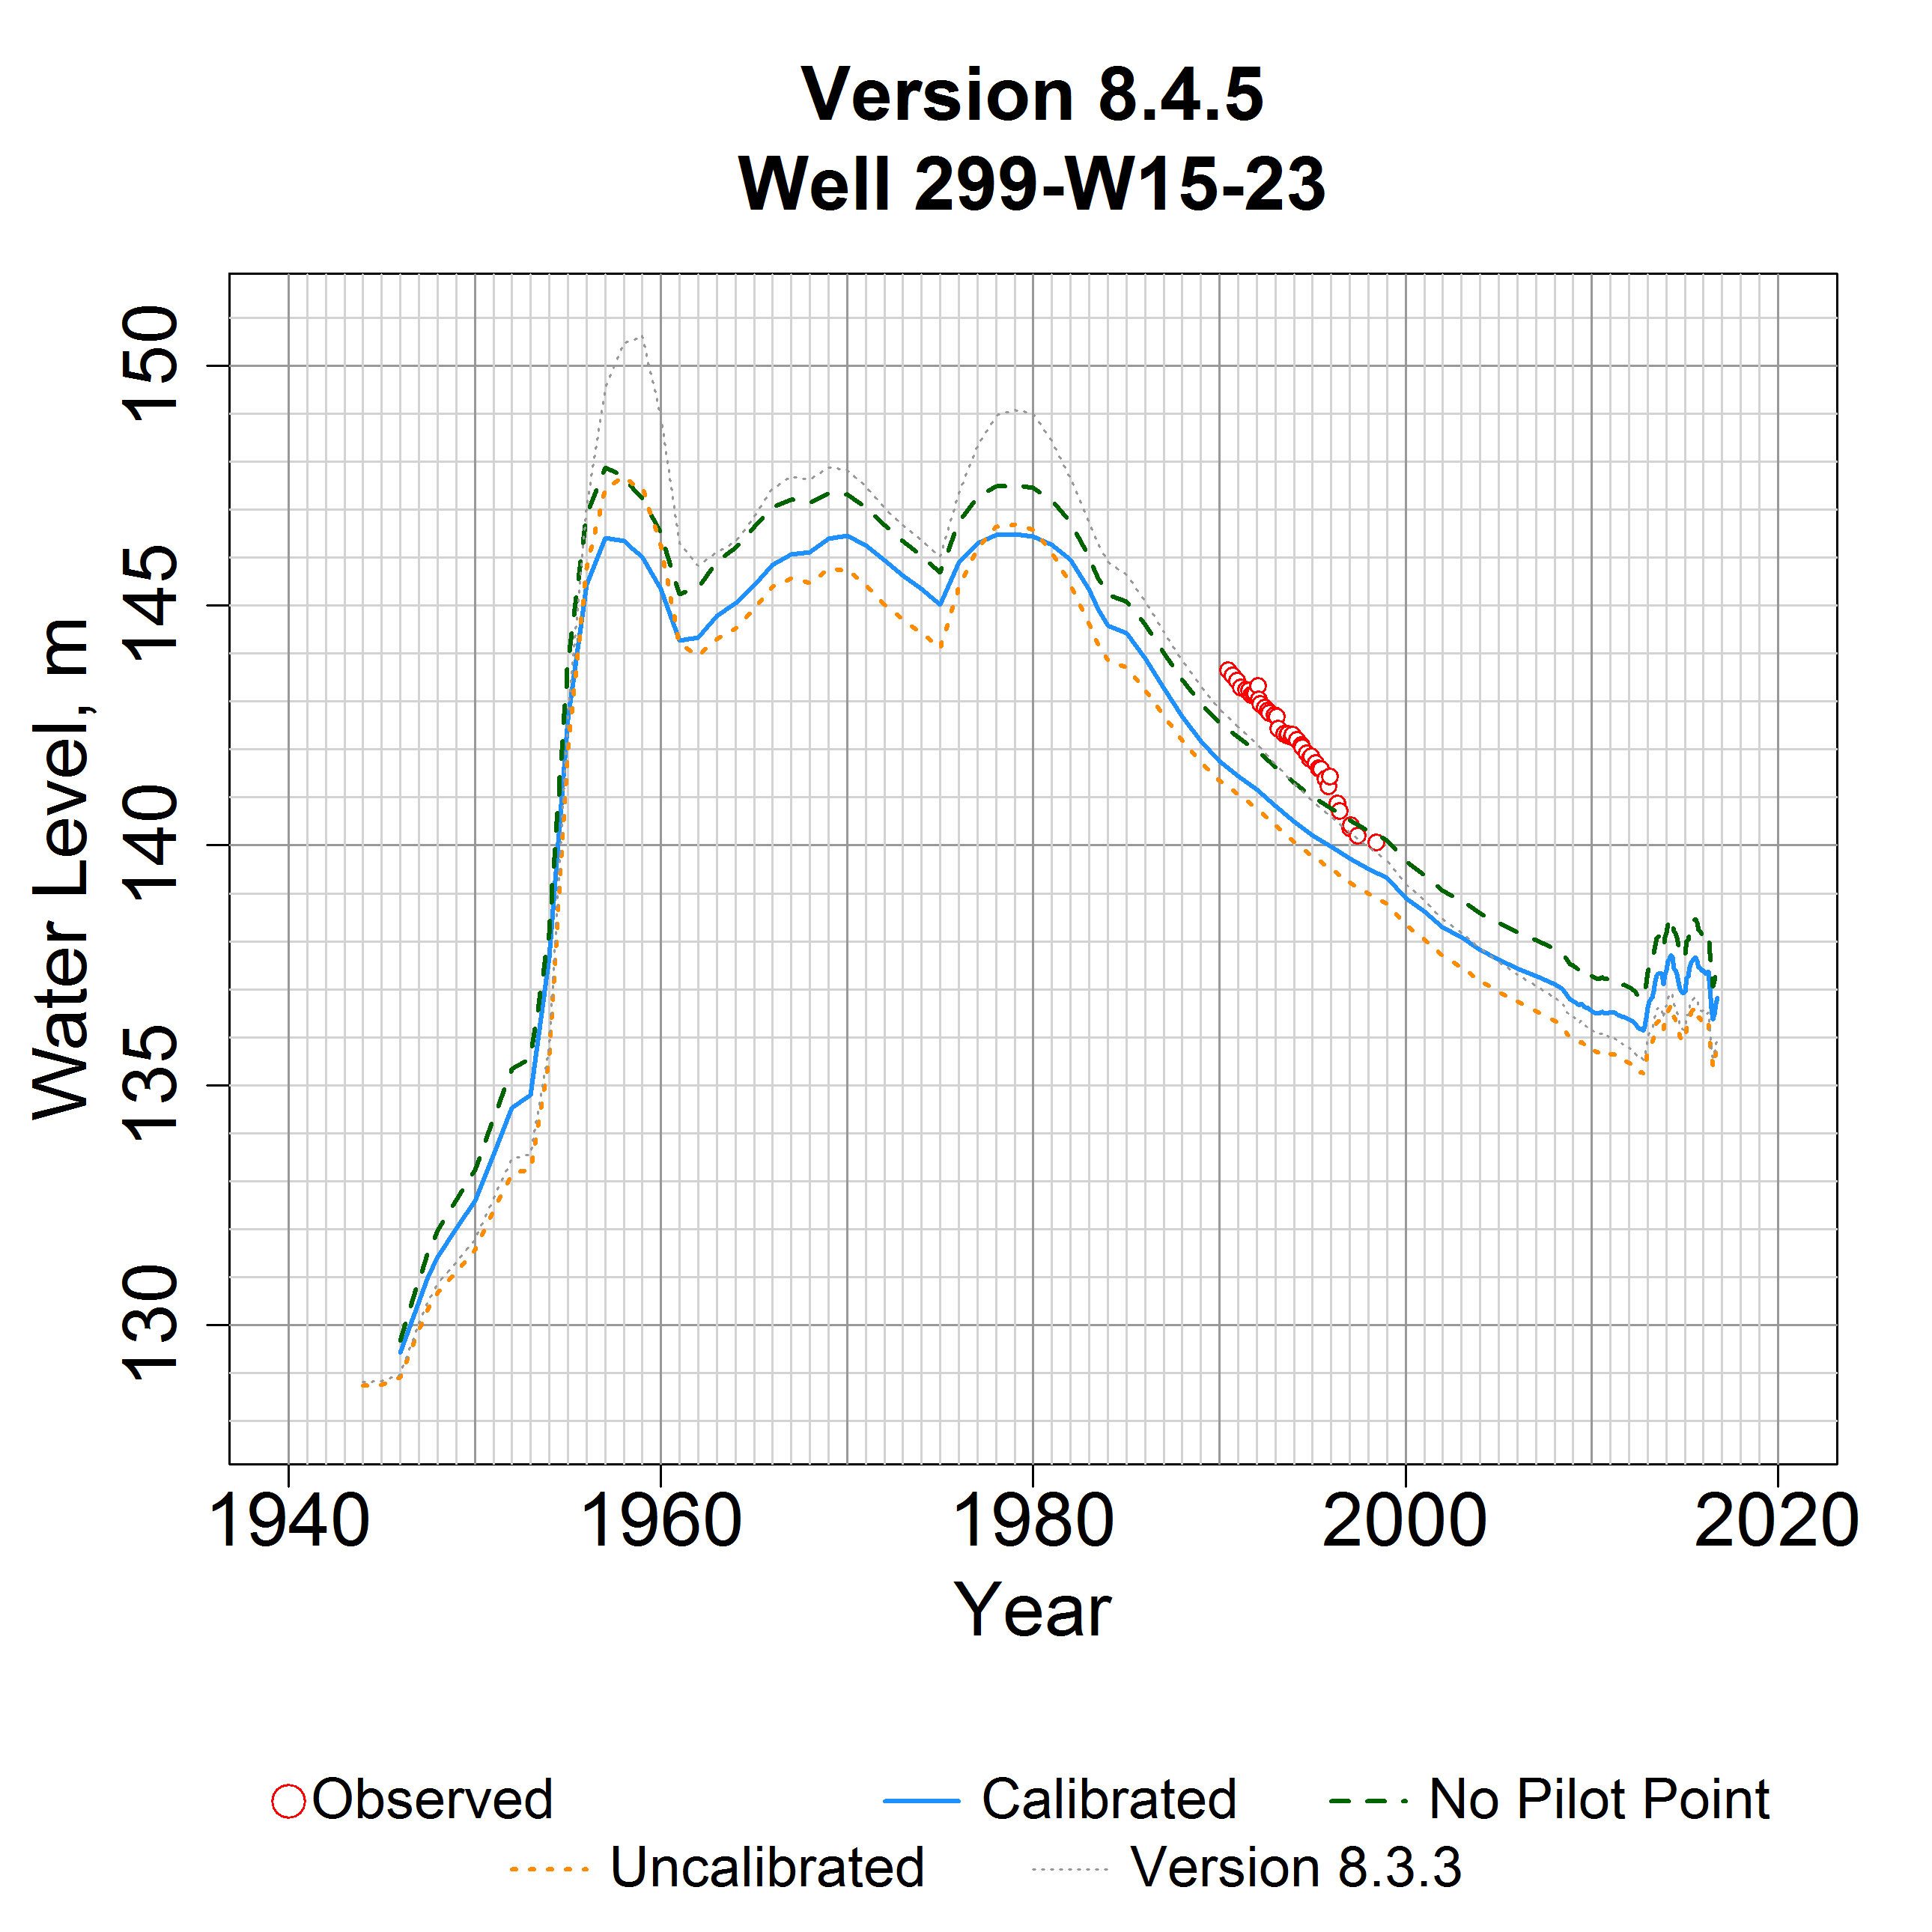 Version 8.4.5
Well 299-W15-23
150
145
140
135
130
Water Level, m
1940 1960 1980 2000 2020
Year
Observed Calibrated No Pilot Point
Uncalibrated Version 8.3.3